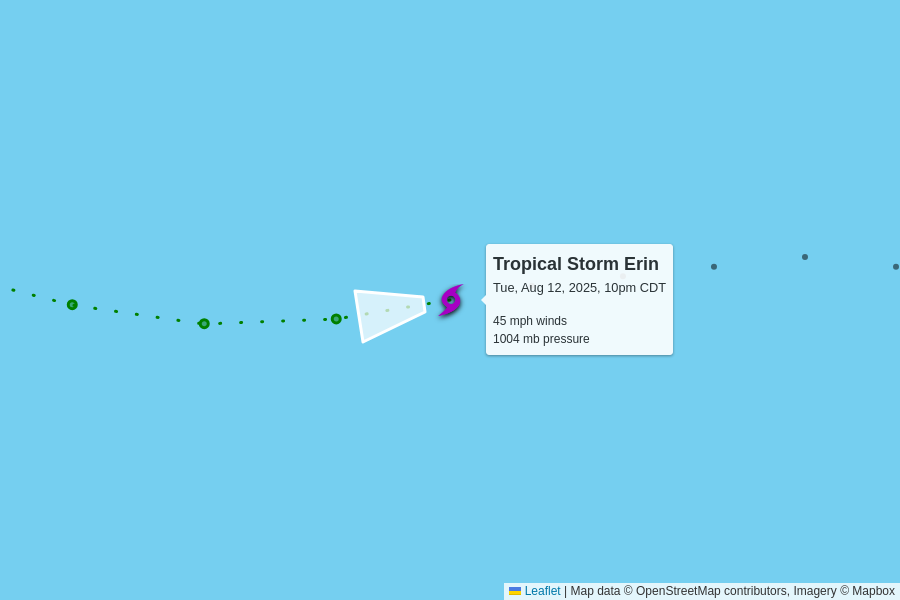 Tropical Storm Erin
Tue, Aug 12, 2025, 10pm CDT
45 mph winds
1004 mb pressure
Leaflet | Map data © OpenStreetMap contributors, Imagery © Mapbox